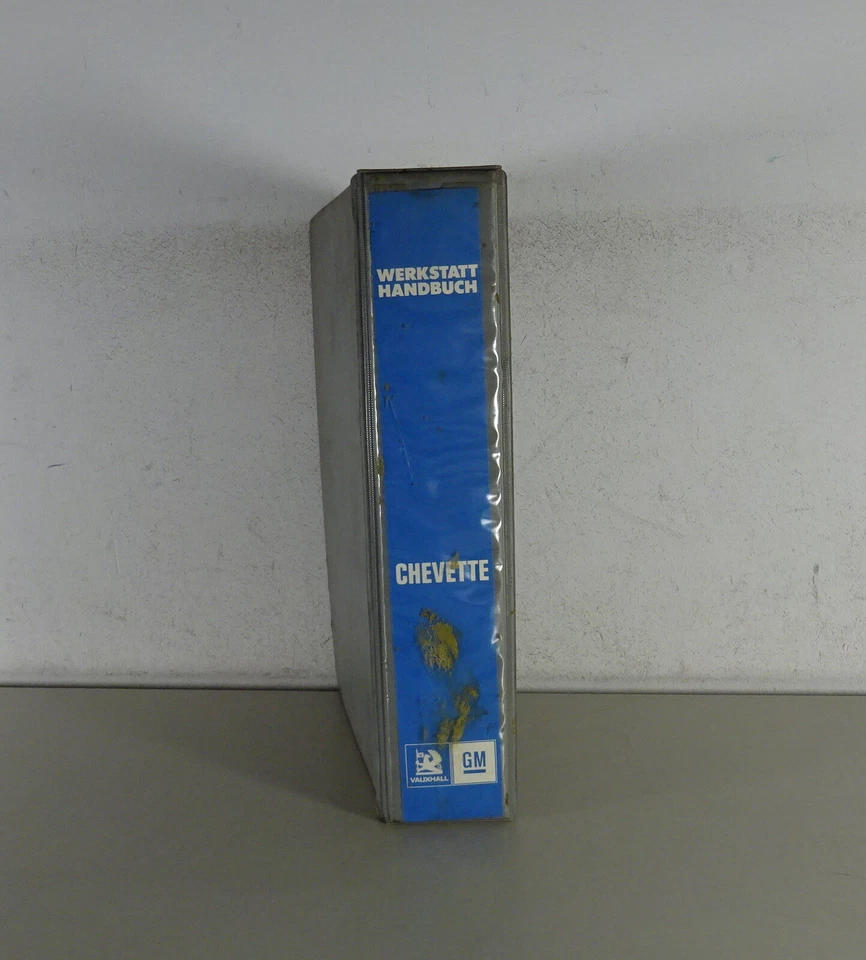 WERKSTATT
HANDBUCH
CHEVETTE
VAUXHALL
GM